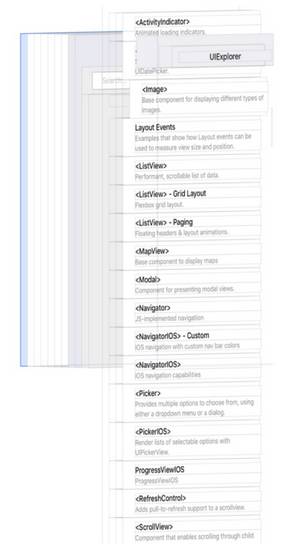 <ActivityIndicator>
Animated loading indicators.
UIExplorer
UIDatePicker
Search
<Image>
Base component for displaying different types of
images.
Layout Events
Examples that show how Layout events can be
used to measure view size and position.
<ListView>
Performant, scrollable list of data.
<ListView> - Grid Layout
Flexbox grid layout.
<ListView> - Paging
Floating headers & layout animations.
<MapView>
Base component to display maps
<Modal>
Component for presenting modal views.
<Navigator>
JS-implemented navigation
<NavigatorIOS> - Custom
iOS navigation with custom nav bar colors
<NavigatorIOS>
iOS navigation capabilities
<Picker>
Provides multiple options to choose from, using
either a dropdown menu or a dialog.
<PickerIOS>
Render lists of selectable options with
UIPickerView.
ProgressViewIOS
ProgressViewIOS
<RefreshControl>
Adds pull-to-refresh support to a scrollview.
<ScrollView>
Component that enables scrolling through child